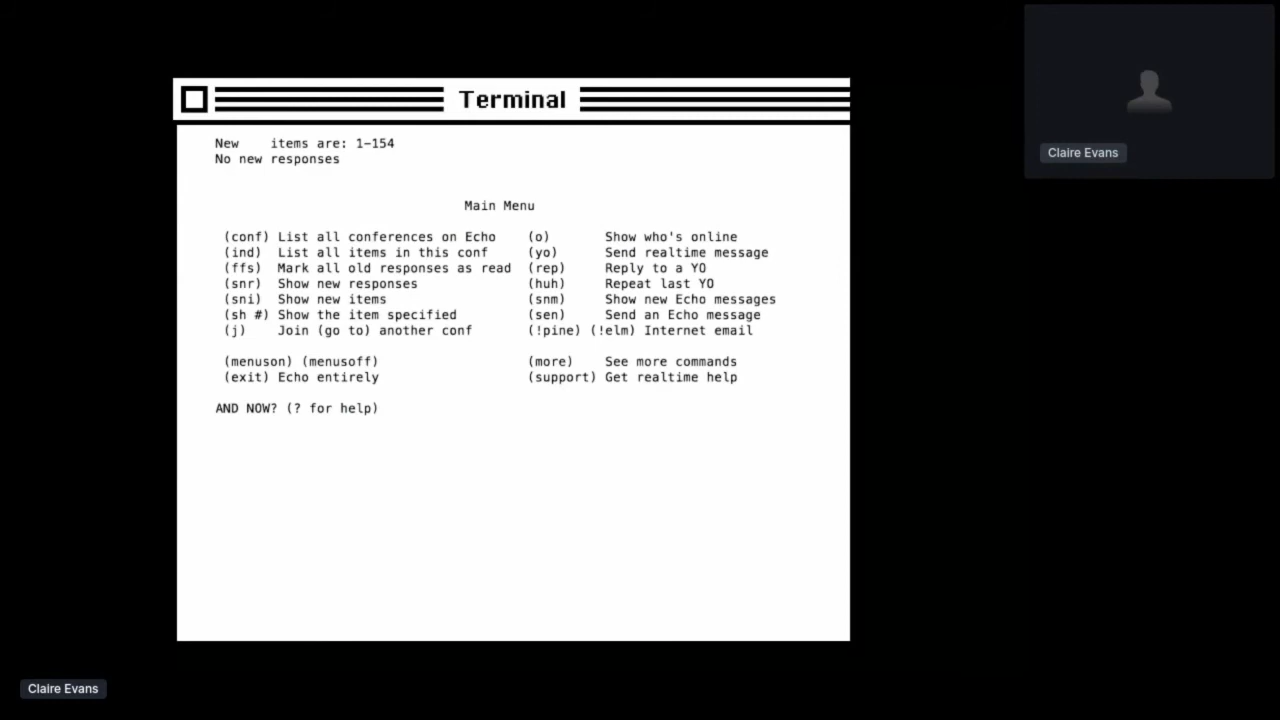 Terminal
New    items are: 1-154
No new responses
Main Menu
(conf) List all conferences on Echo    (o)       Show who's online
(ind)  List all items in this conf     (yo)      Send realtime message
(ffs)  Mark all old responses as read  (rep)     Reply to a YO
(snr)  Show new responses              (huh)     Repeat last YO
(sni)  Show new items                  (snm)     Show new Echo messages
(sh #) Show the item specified         (sen)     Send an Echo message
(j)    Join (go to) another conf       (!pine) (!elm) Internet email
(menuson) (menusoff)                   (more)    See more commands
(exit) Echo entirely                   (support) Get realtime help
AND NOW? (? for help)
Claire Evans
Claire Evans